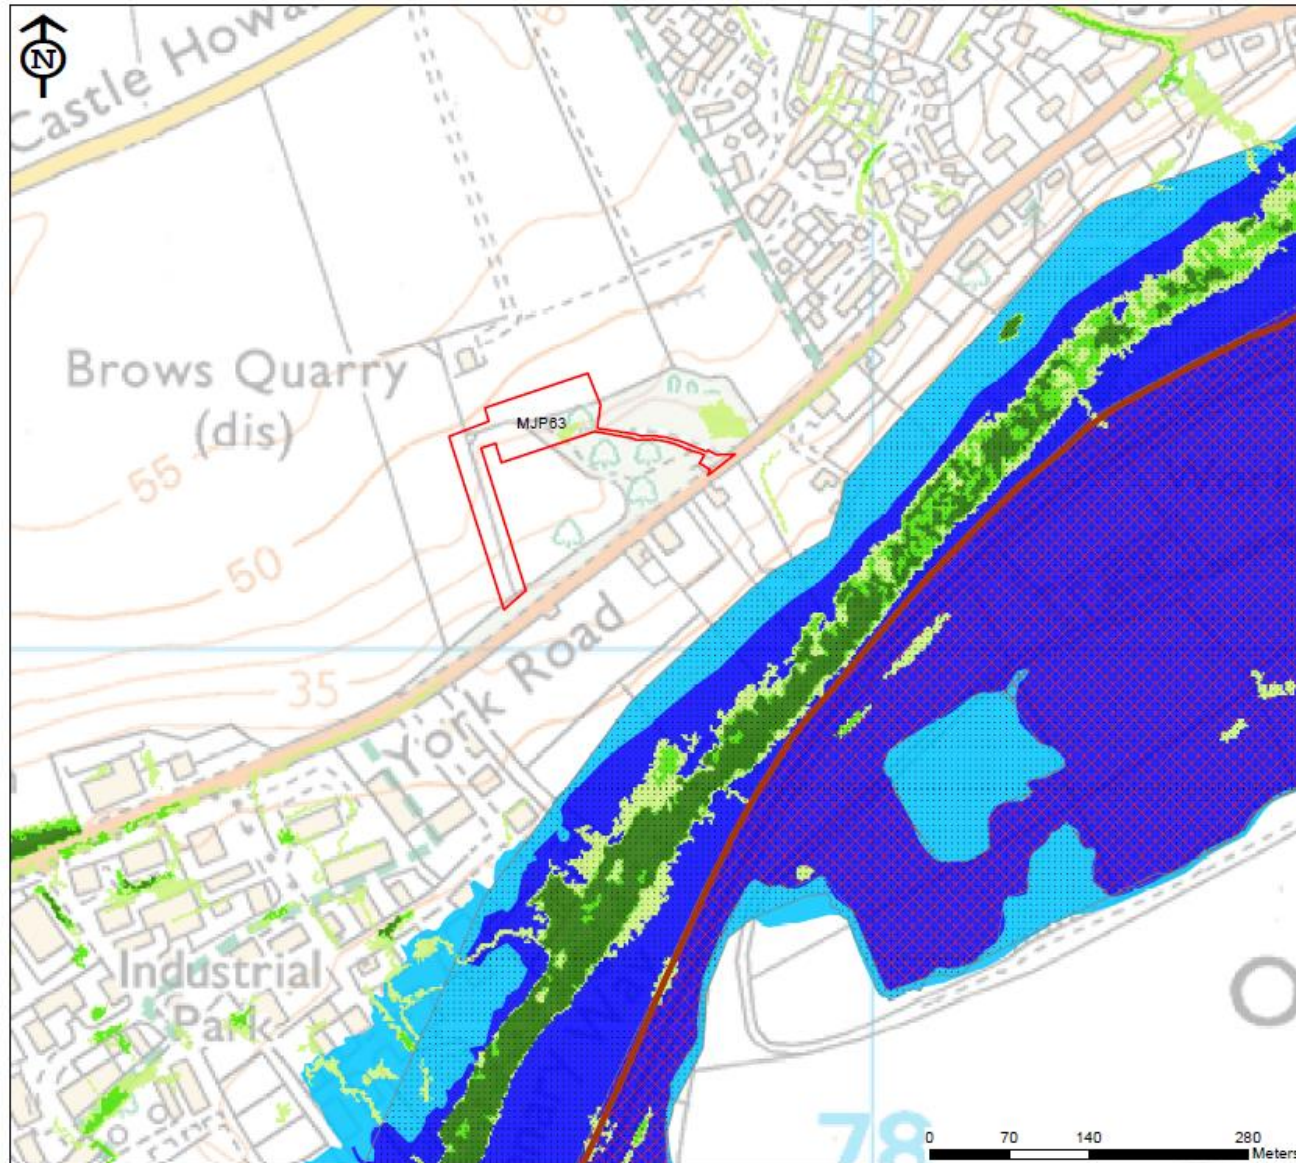 N
Castle Howa
Brows Quarry
(dis)
MJP63
55
50
35
York Road
Industrial
Park
78
0 70 140 280
Meters